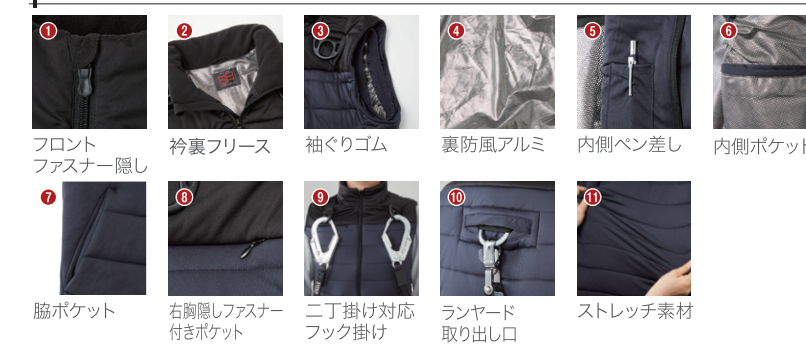 1
2
3
4
5
6
フロント
ファスナー隠し
衿裏フリース
袖ぐりゴム
裏防風アルミ
内側ペン差し
内側ポケット
7
8
9
10
11
脇ポケット
右胸隠しファスナー
付きポケット
二丁掛け対応
フック掛け
ランヤード
取り出し口
ストレッチ素材